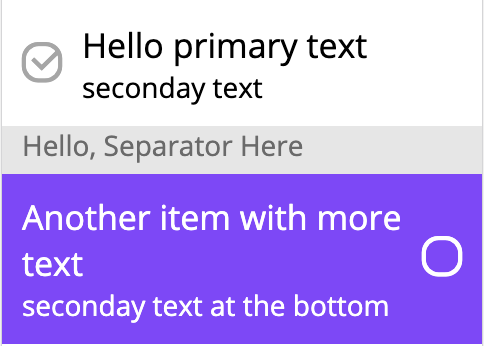 Hello primary text
seconday text
Hello, Separator Here
Another item with more
text
seconday text at the bottom